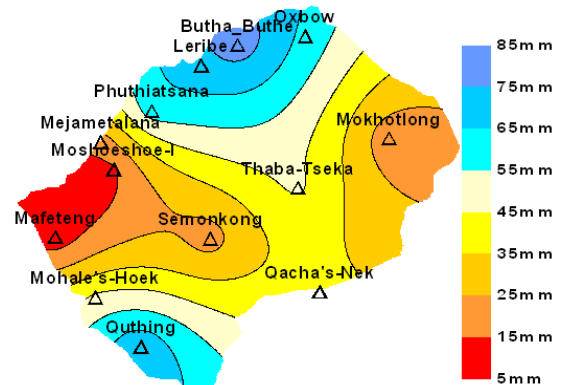 Oxbow
Butha_Buthe
Leribe
85mm
75mm
Phuthiatsana
65mm
Mokhotlong
Mejametalana
Moshoeshoe-I
55mm
Thaba-Tseka
45mm
Mafeteng
Semonkong
35mm
Mohale's-Hoek
Qacha's-Nek
25mm
Quthing
15mm
5mm